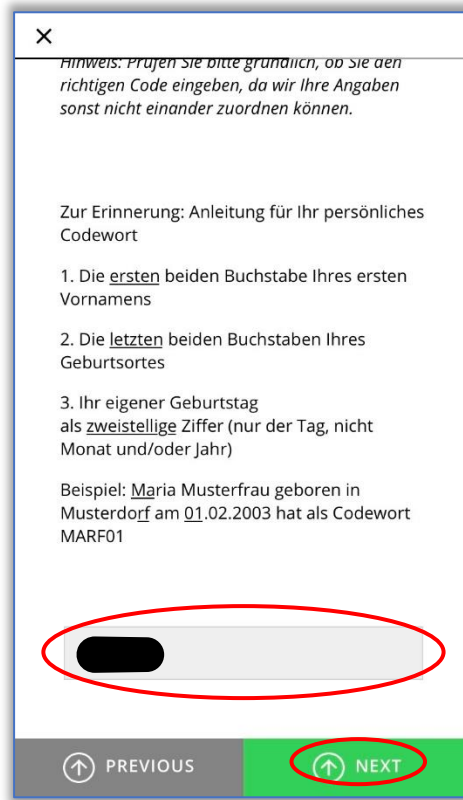 Hinweis: Prüfen Sie bitte gründlich, ob Sie den
richtigen Code eingeben, da wir Ihre Angaben
sonst nicht einander zuordnen können.
Zur Erinnerung: Anleitung für Ihr persönliches
Codewort
1. Die ersten beiden Buchstabe Ihres ersten
Vornamens
2. Die letzten beiden Buchstaben Ihres
Geburtsortes
3. Ihr eigener Geburtstag
als zweistellige Ziffer (nur der Tag, nicht
Monat und/oder Jahr)
Beispiel: Maria Musterfrau geboren in
Musterdorf am 01.02.2003 hat als Codewort
MARF01
PREVIOUS
NEXT